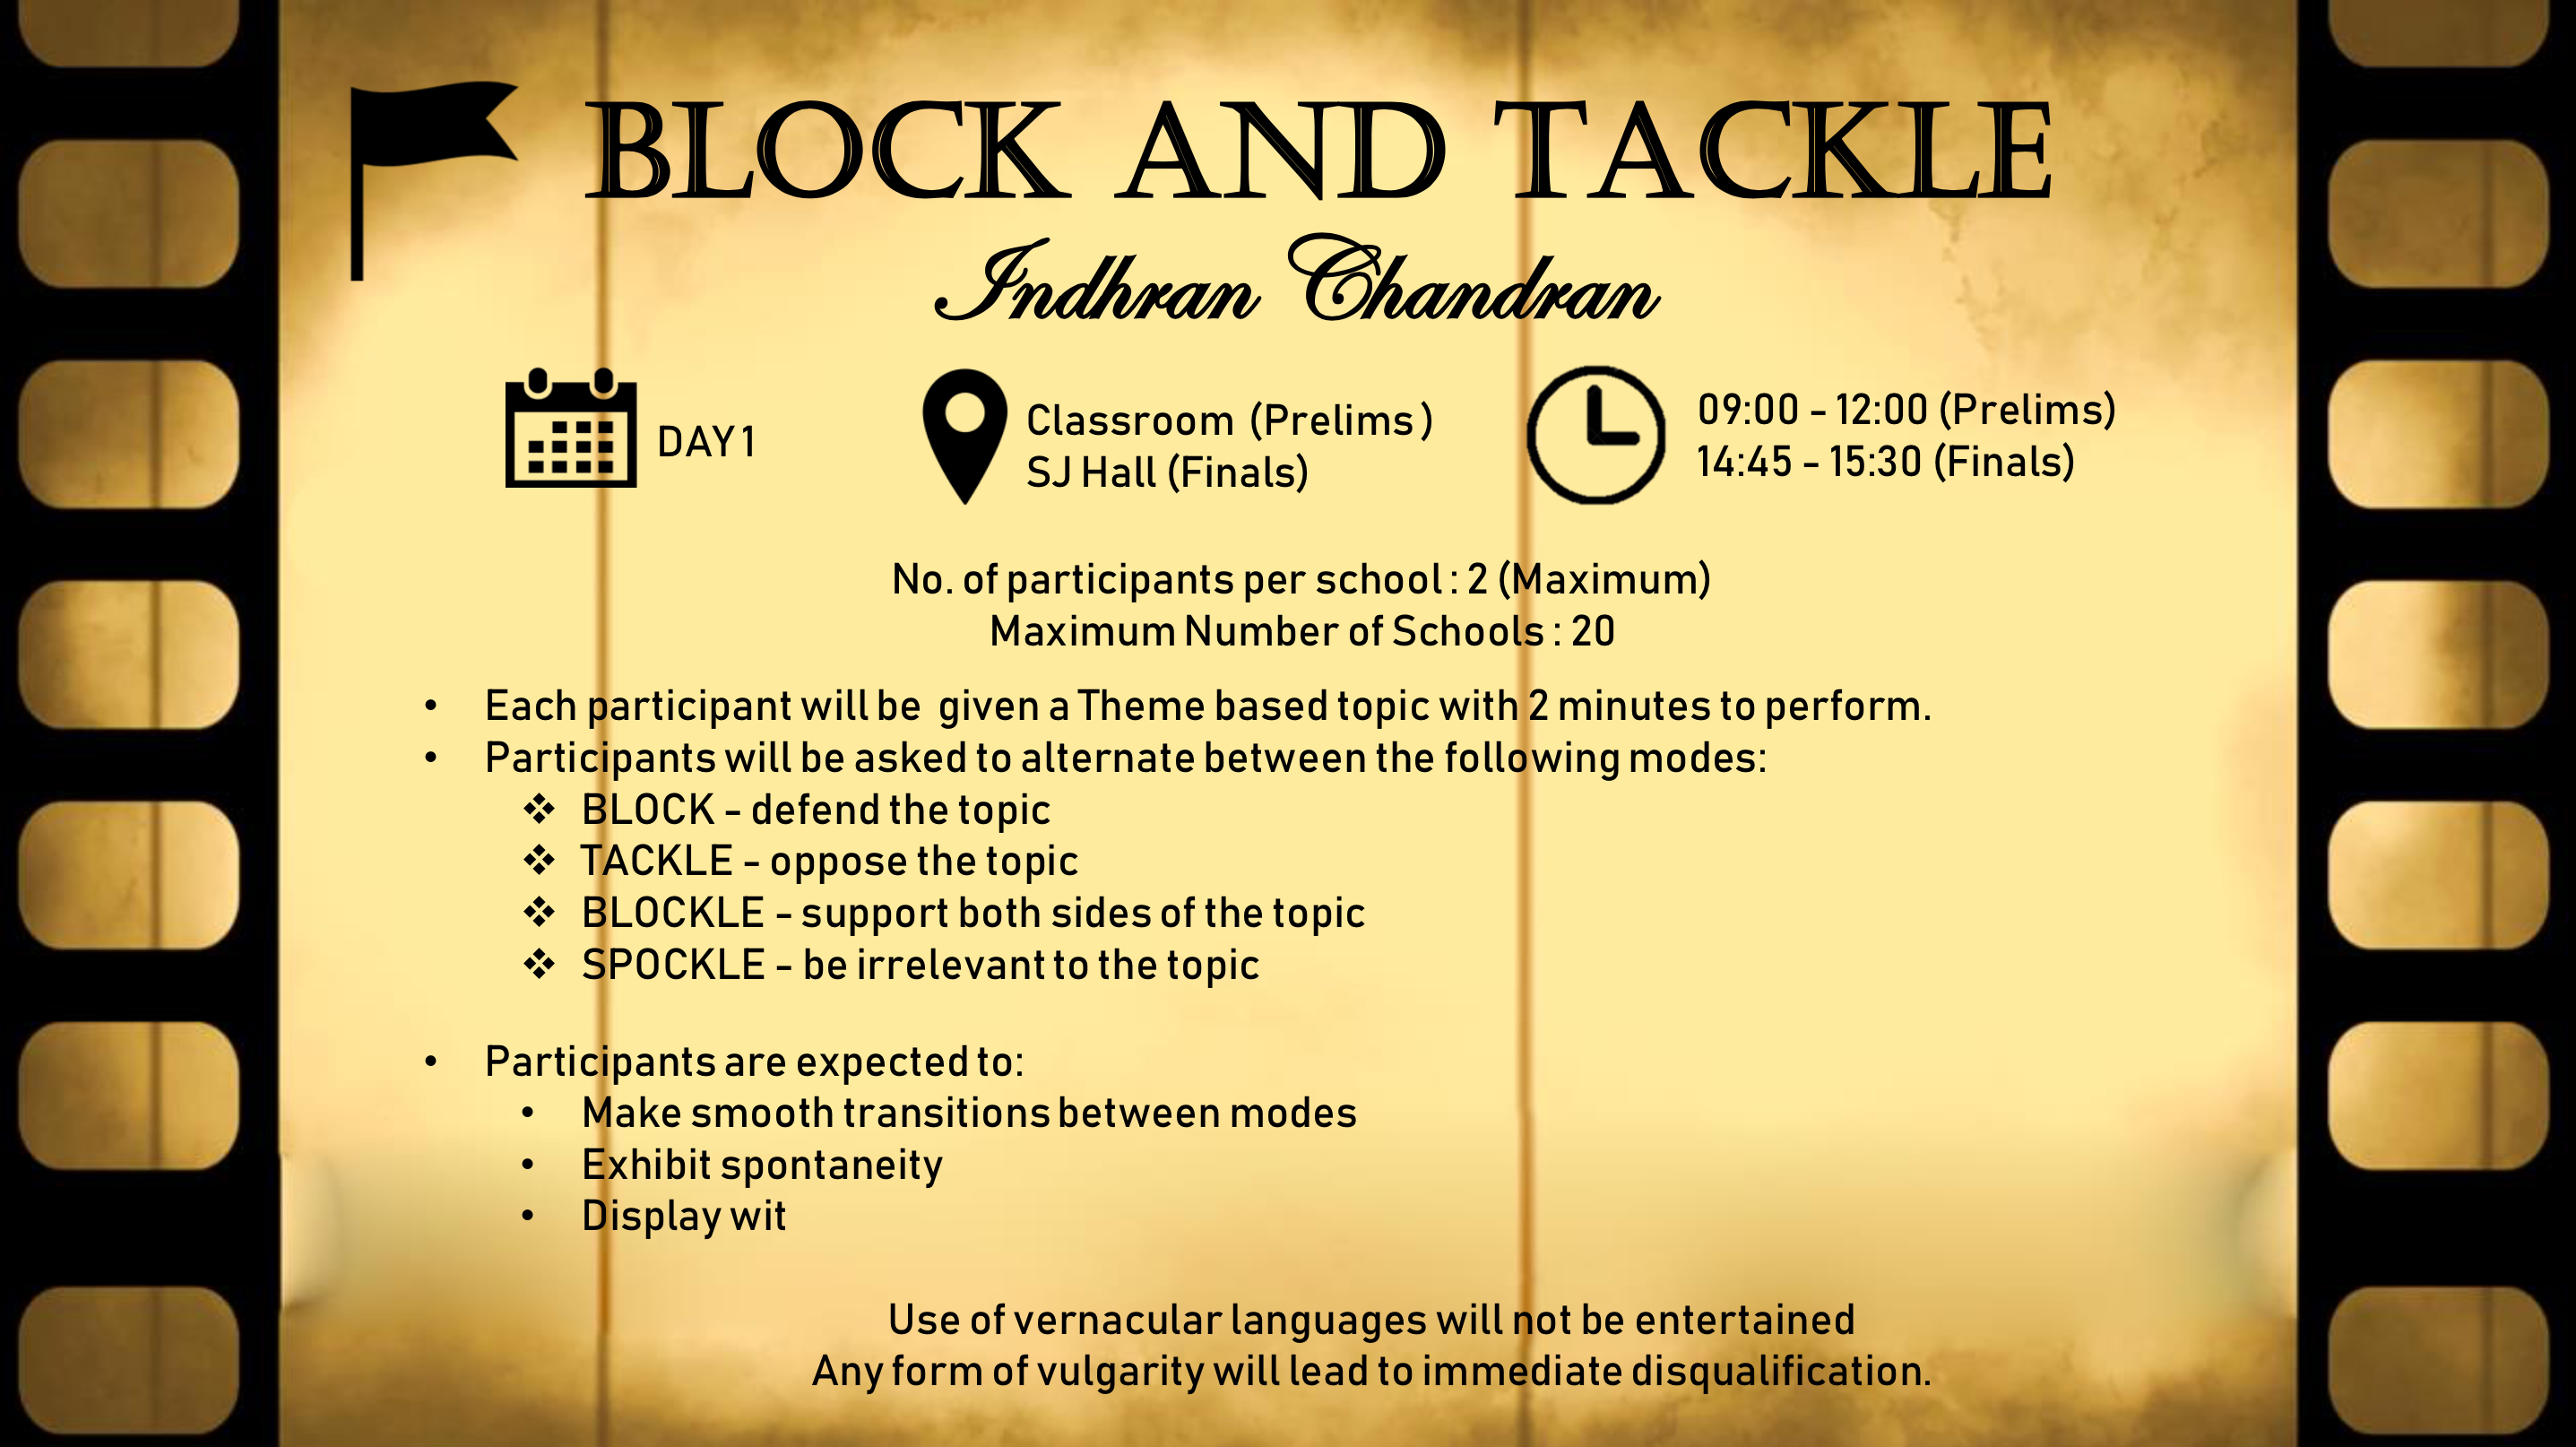 BLOCK AND TACKLE
Indhran Chandran
DAY 1
Classroom (Prelims)
SJ Hall (Finals)
09:00 - 12:00 (Prelims)
14:45 - 15:30 (Finals)
No. of participants per school : 2 (Maximum)
Maximum Number of Schools : 20
• Each participant will be given a Theme based topic with 2 minutes to perform.
• Participants will be asked to alternate between the following modes:
❖ BLOCK - defend the topic
❖ TACKLE - oppose the topic
❖ BLOCKLE - support both sides of the topic
❖ SPOCKLE - be irrelevant to the topic
• Participants are expected to:
• Make smooth transitions between modes
• Exhibit spontaneity
• Display wit
Use of vernacular languages will not be entertained
Any form of vulgarity will lead to immediate disqualification.